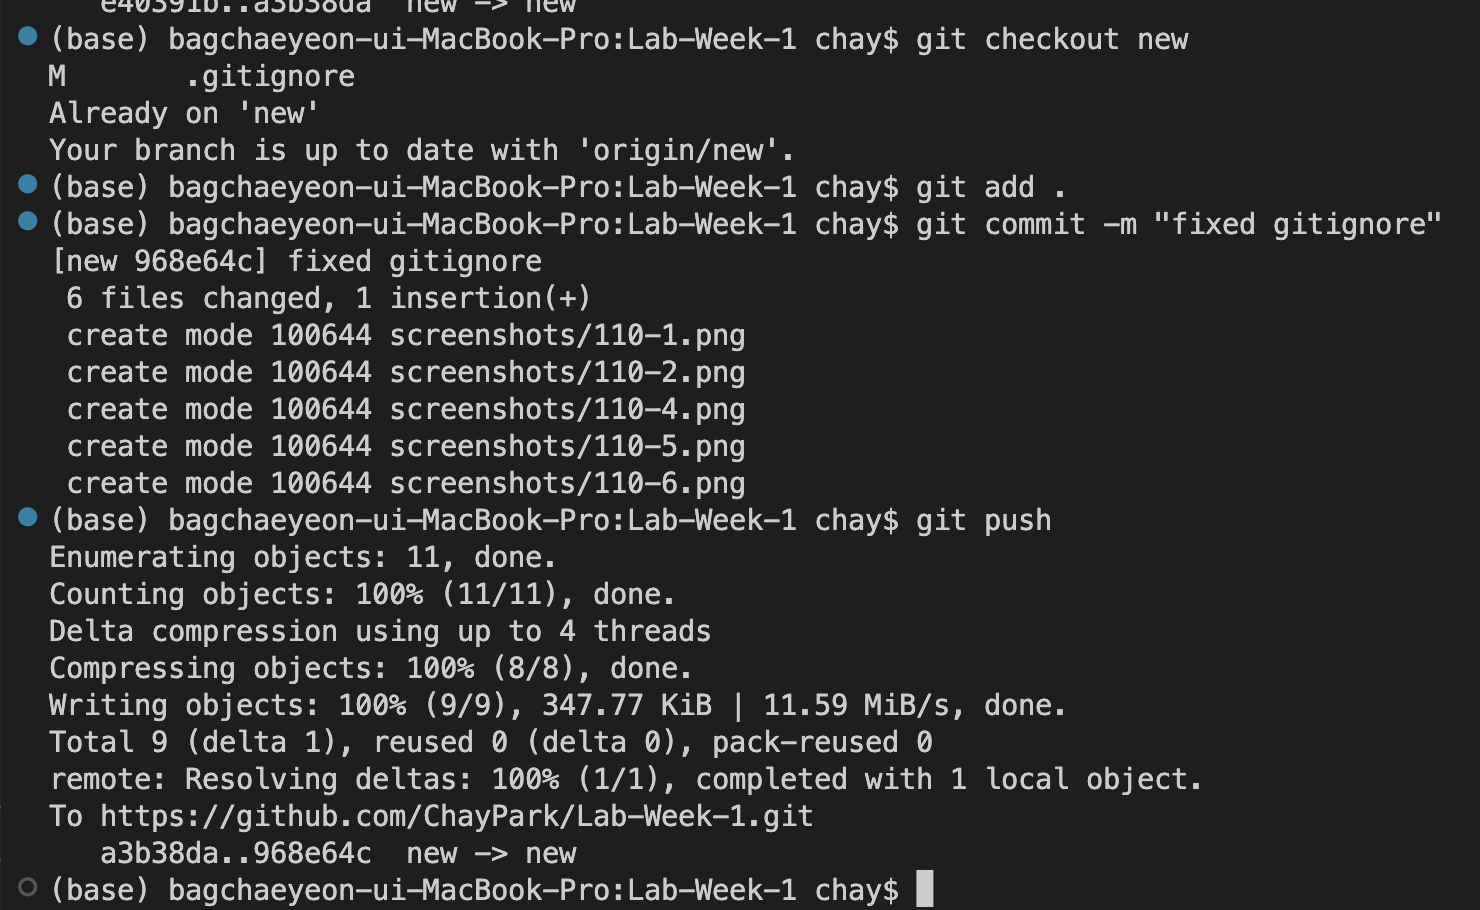 e40391b..a3b38da  new -> new
(base) bagchaeyeon-ui-MacBook-Pro:Lab-Week-1 chay$ git checkout new
M       .gitignore
Already on 'new'
Your branch is up to date with 'origin/new'.
(base) bagchaeyeon-ui-MacBook-Pro:Lab-Week-1 chay$ git add .
(base) bagchaeyeon-ui-MacBook-Pro:Lab-Week-1 chay$ git commit -m "fixed gitignore"
[new 968e64c] fixed gitignore
 6 files changed, 1 insertion(+)
 create mode 100644 screenshots/110-1.png
 create mode 100644 screenshots/110-2.png
 create mode 100644 screenshots/110-4.png
 create mode 100644 screenshots/110-5.png
 create mode 100644 screenshots/110-6.png
(base) bagchaeyeon-ui-MacBook-Pro:Lab-Week-1 chay$ git push
Enumerating objects: 11, done.
Counting objects: 100% (11/11), done.
Delta compression using up to 4 threads
Compressing objects: 100% (8/8), done.
Writing objects: 100% (9/9), 347.77 KiB | 11.59 MiB/s, done.
Total 9 (delta 1), reused 0 (delta 0), pack-reused 0
remote: Resolving deltas: 100% (1/1), completed with 1 local object.
To https://github.com/ChayPark/Lab-Week-1.git
   a3b38da..968e64c  new -> new
(base) bagchaeyeon-ui-MacBook-Pro:Lab-Week-1 chay$